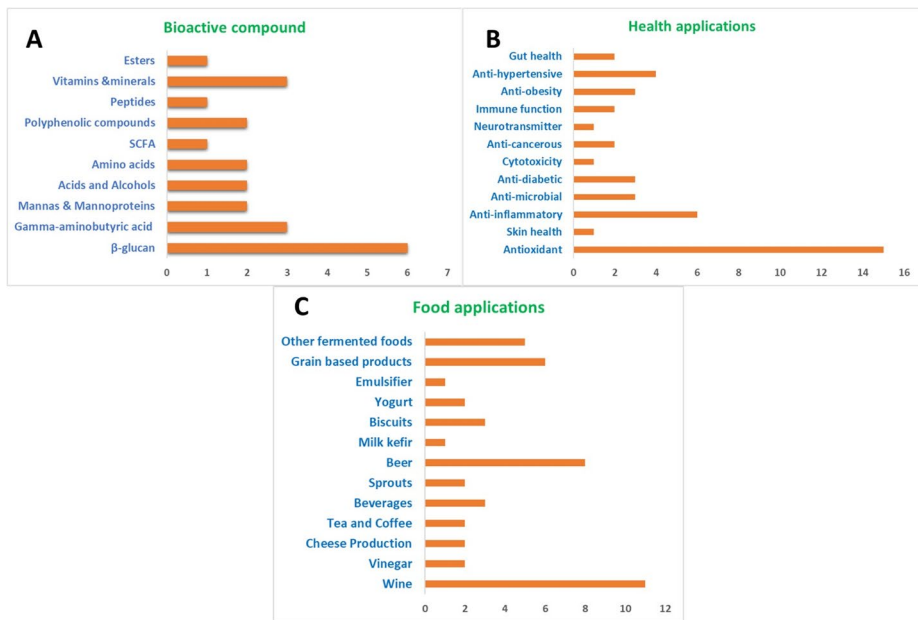 A
Bioactive compound
Esters
Vitamins &minerals
Peptides
Polyphenolic compounds
SCFA
Amino acids
Acids and Alcohols
Mannas & Mannoproteins
Gamma-aminobutyric acid
β-glucan
0 1 2 3 4 5 6 7
B
Health applications
Gut health
Anti-hypertensive
Anti-obesity
Immune function
Neurotransmitter
Anti-cancerous
Cytotoxicity
Anti-diabetic
Anti-microbial
Anti-inflammatory
Skin health
Antioxidant
0 2 4 6 8 10 12 14 16
C
Food applications
Other fermented foods
Grain based products
Emulsifier
Yogurt
Biscuits
Milk kefir
Beer
Sprouts
Beverages
Tea and Coffee
Cheese Production
Vinegar
Wine
0 2 4 6 8 10 12